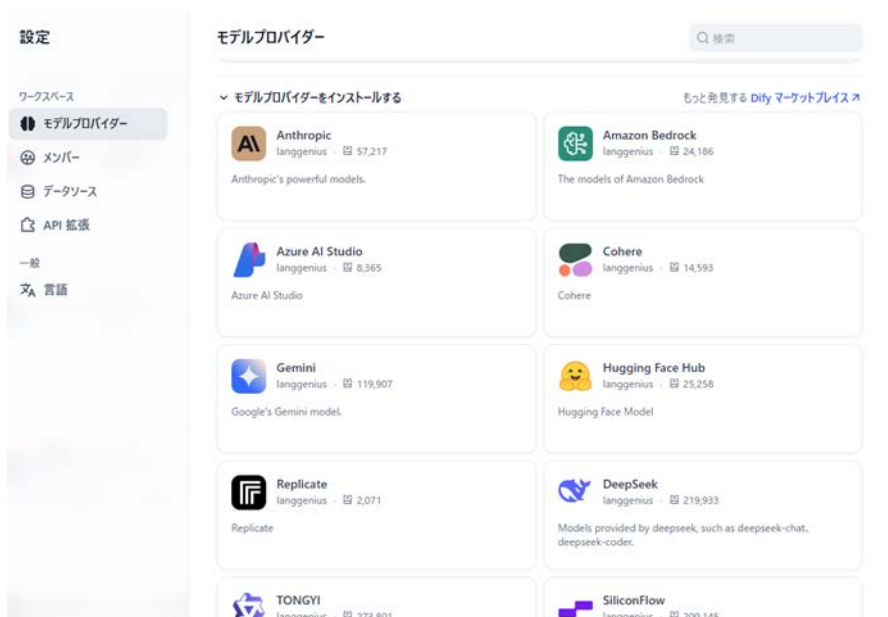 設定
モデルプロバイダー
検索
ワークスペース
モデルプロバイダー
メンバー
データソース
API 拡張
一般
言語
モデルプロバイダーをインストールする
もっと発見する Dify マーケットプレイス
Anthropic
langgenius · 57,217
Anthropic's powerful models.
Amazon Bedrock
langgenius · 24,186
The models of Amazon Bedrock
Azure AI Studio
langgenius · 8,365
Azure AI Studio
Cohere
langgenius · 14,593
Cohere
Gemini
langgenius · 119,907
Google's Gemini model.
Hugging Face Hub
langgenius · 25,258
Hugging Face Model
Replicate
langgenius · 2,071
Replicate
DeepSeek
langgenius · 219,933
Models provided by deepseek, such as deepseek-chat,
deepseek-coder.
TONGYI
langgenius · 273,801
SiliconFlow
langgenius · 200,145